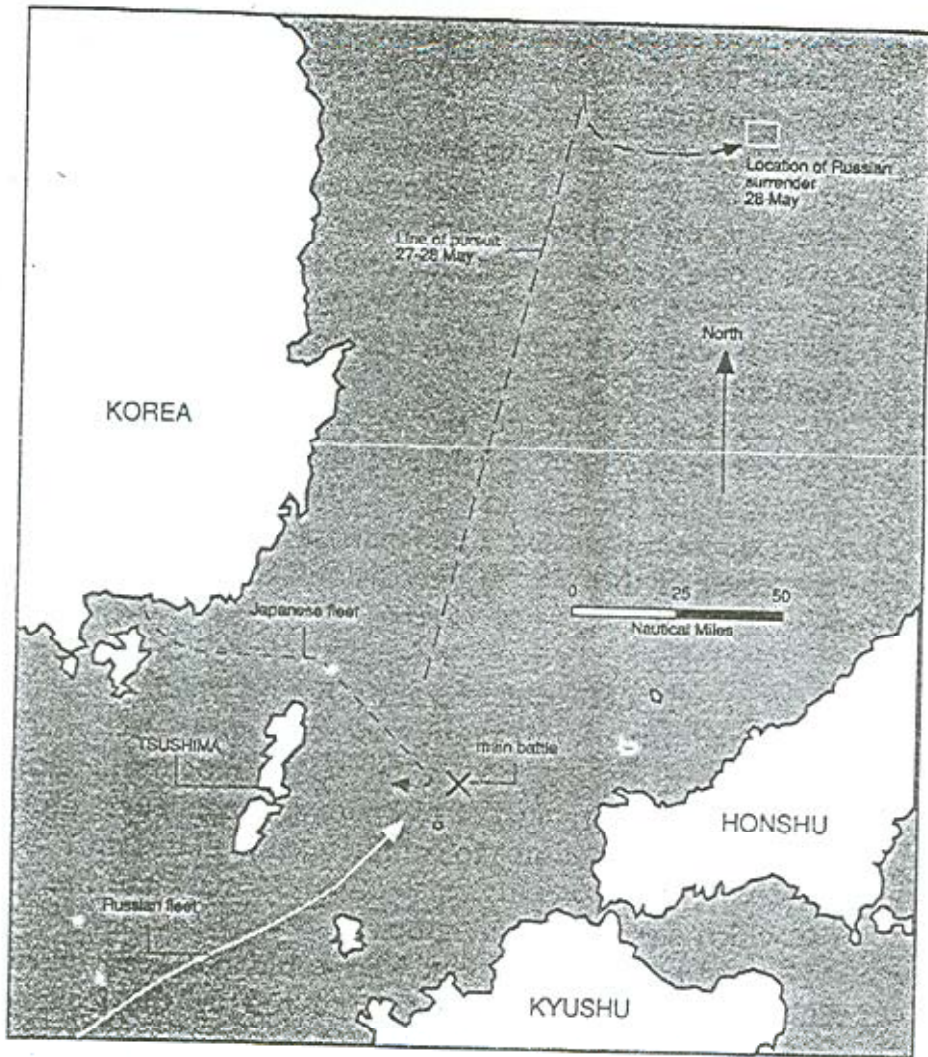 Location of Russian
surrender
28 May
Line of pursuit
27-28 May
North
KOREA
0 25 50
Nautical Miles
Japanese fleet
TSUSHIMA
main battle
HONSHU
Russian fleet
KYUSHU